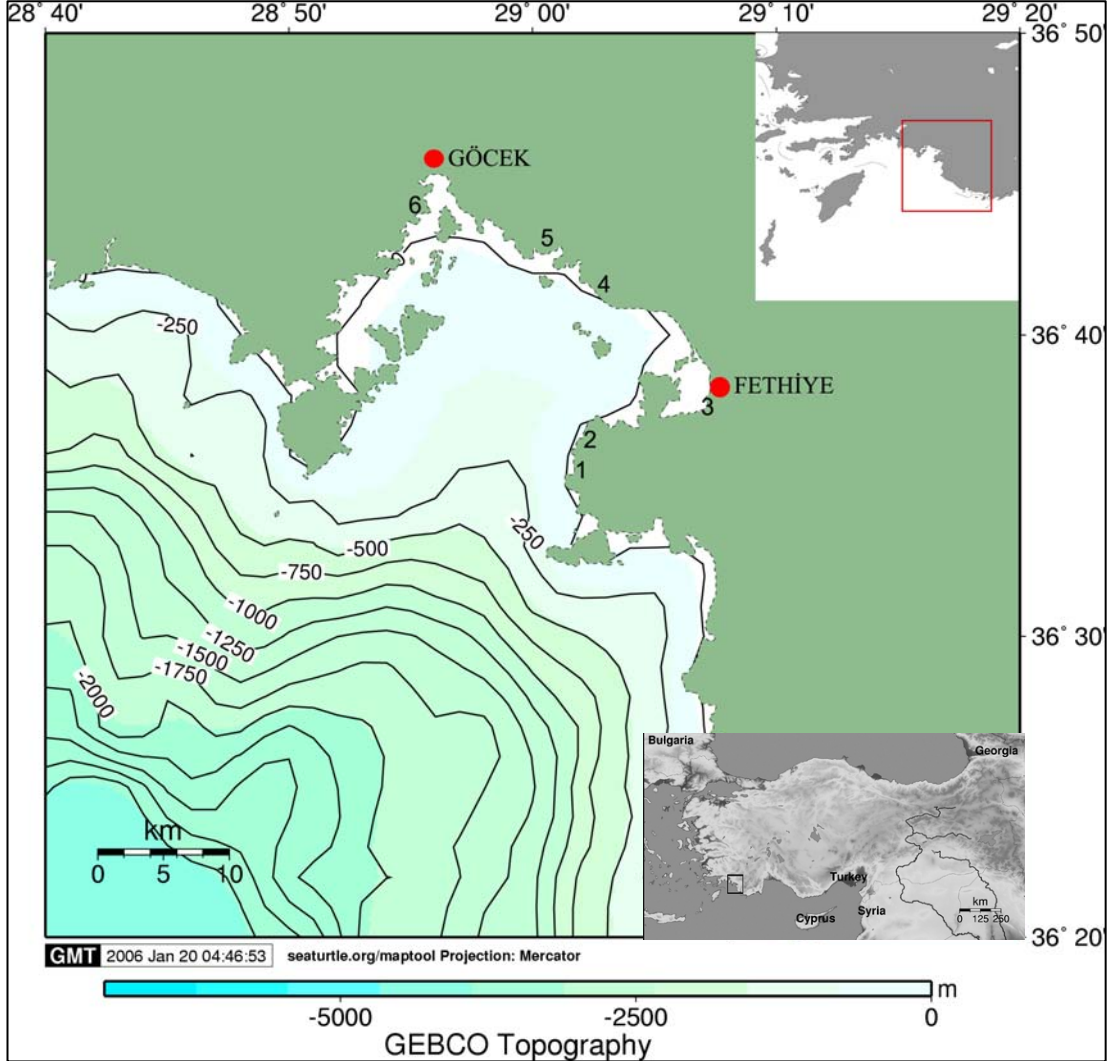 28˚ 40' 28˚ 50' 29˚ 00' 29˚ 10' 29˚ 20'
36˚ 50'
GÖCEK
6
5
0
4
-250
36˚ 40'
FETHİYE
3
2
1
-250
-500
-750
-1000
-1250
-1500
-1750
-2000
36˚ 30'
Bulgaria
Georgia
km
0 5 10
Turkey
Syria
Cyprus
km
0 125 250
36˚ 20'
GMT 2006 Jan 20 04:46:53 seaturtle.org/maptool Projection: Mercator
m
-5000 -2500 0
GEBCO Topography